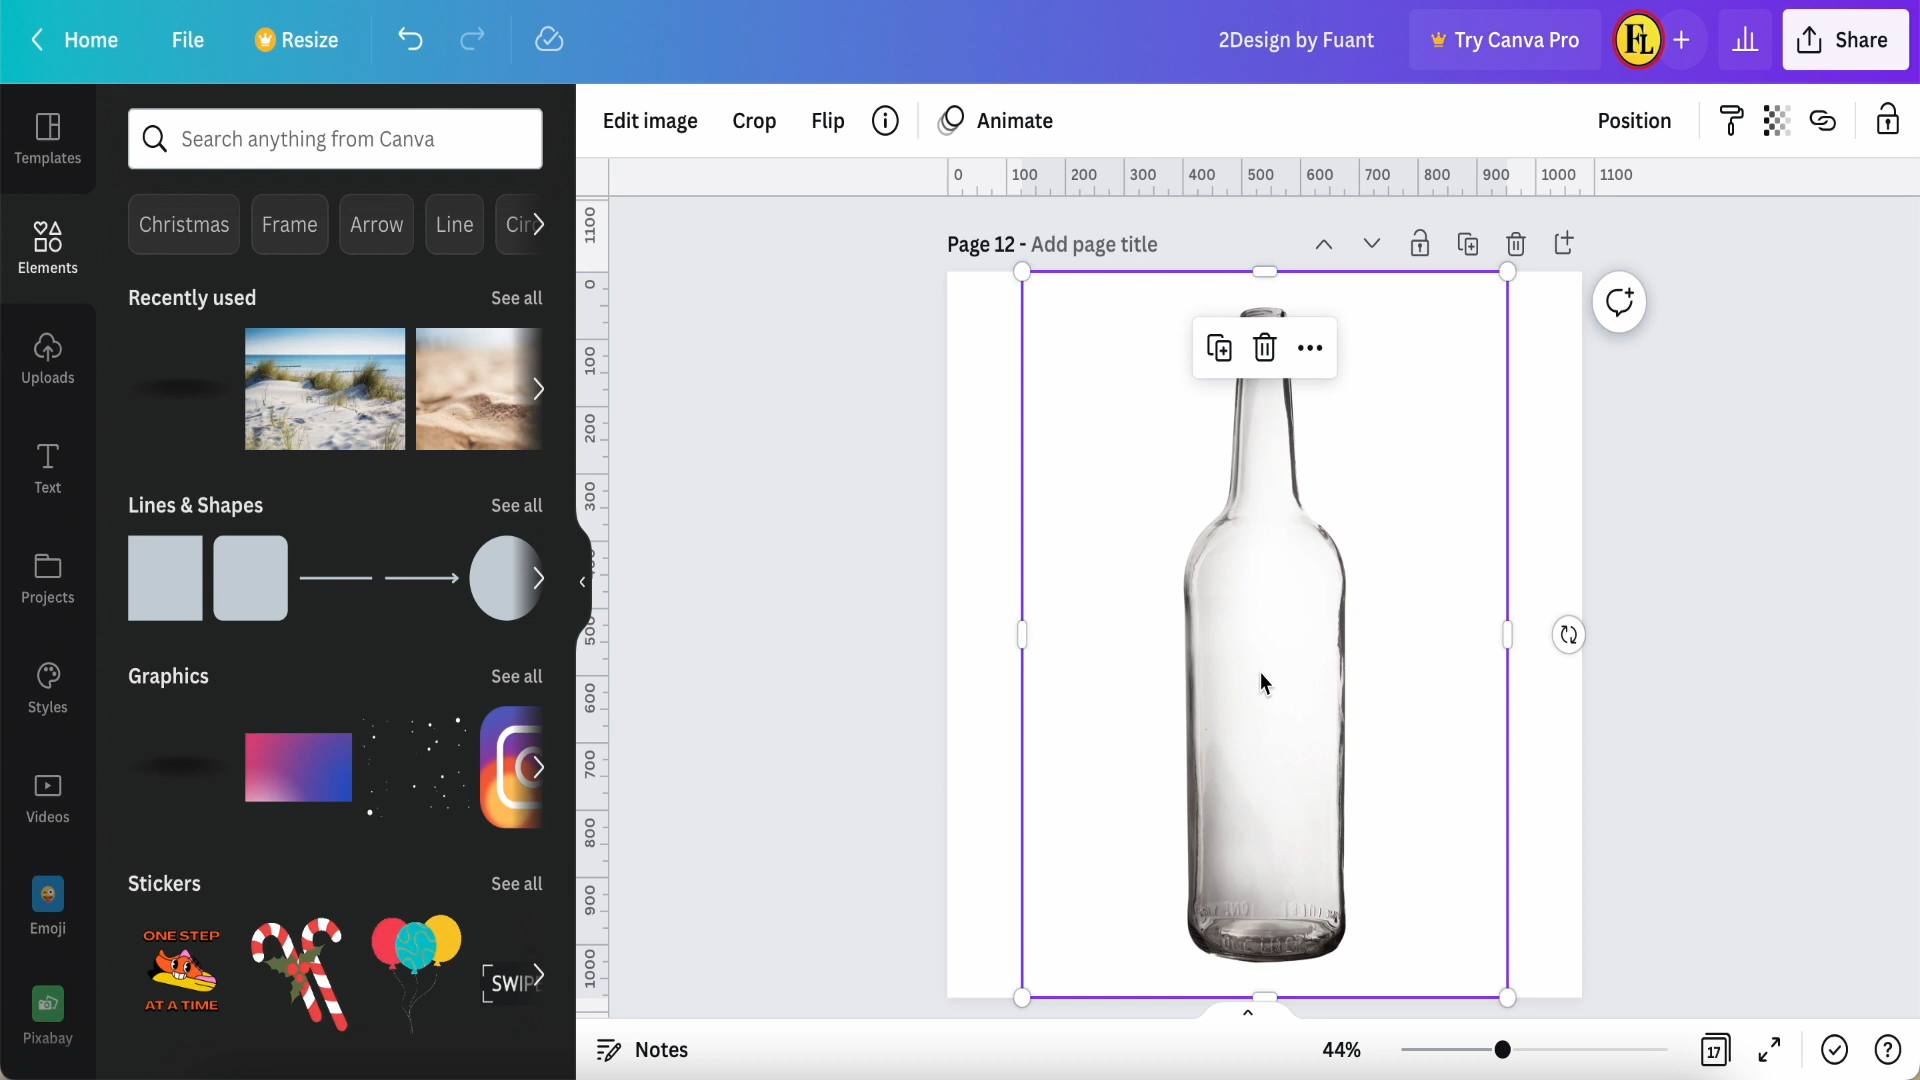 Home File Resize 2Design by Fuant Try Canva Pro FL Share
Templates
Elements
Uploads
Text
Projects
Styles
Videos
Emoji
Pixabay
Search anything from Canva
Christmas Frame Arrow Line Circ
Recently used See all
Lines & Shapes See all
Graphics See all
Stickers See all
ONE STEP
AT A TIME
SWIPE
Edit image Crop Flip Animate Position
0 100 200 300 400 500 600 700 800 900 1000 1100
1100
0
100
200
300
500
600
700
800
900
1000
Page 12 - Add page title
Notes 44% 17